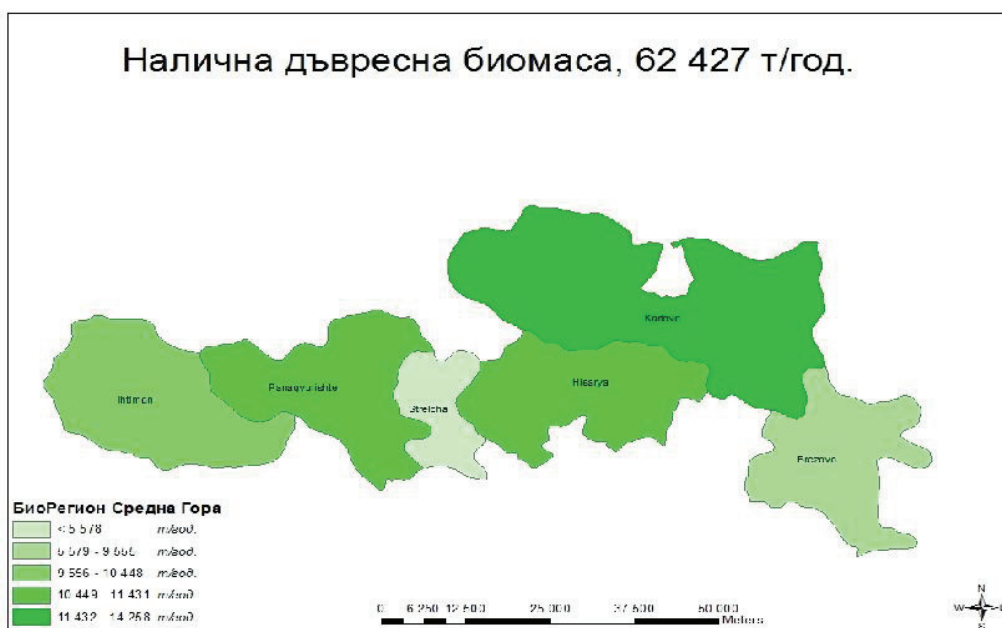 Налична дъвресна биомаса, 62 427 т/год.
Karlovo
Hisarya
Panagyurishte
Ihtiman
Strelcha
Brezovo
БиоРегион Средна Гора
< 5 578 т/год.
5 579 - 9 555 т/год.
9 556 - 10 448 т/год.
10 449 - 11 431 т/год.
11 432 - 14 258 т/год.
0 6 250 12 500 25 000 37 500 50 000
Meters
N
W E
S